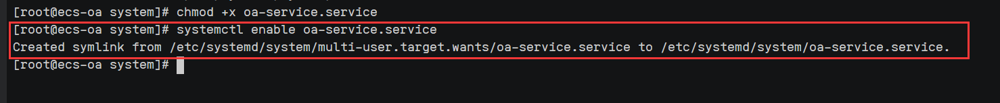 [root@ecs-oa system]# chmod +x oa-service.service
[root@ecs-oa system]# systemctl enable oa-service.service
Created symlink from /etc/systemd/system/multi-user.target.wants/oa-service.service to /etc/systemd/system/oa-service.service.
[root@ecs-oa system]#